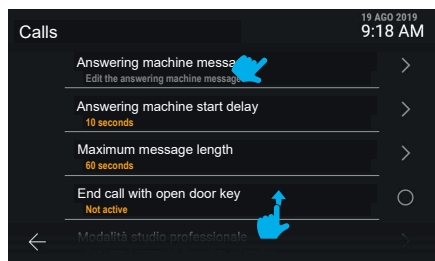 19 AGO 2019
Calls 9:18 AM
Answering machine messa
Edit the answering machine message
Answering machine start delay
10 seconds
Maximum message length
60 seconds
End call with open door key
Not active
Modalità studio professionale